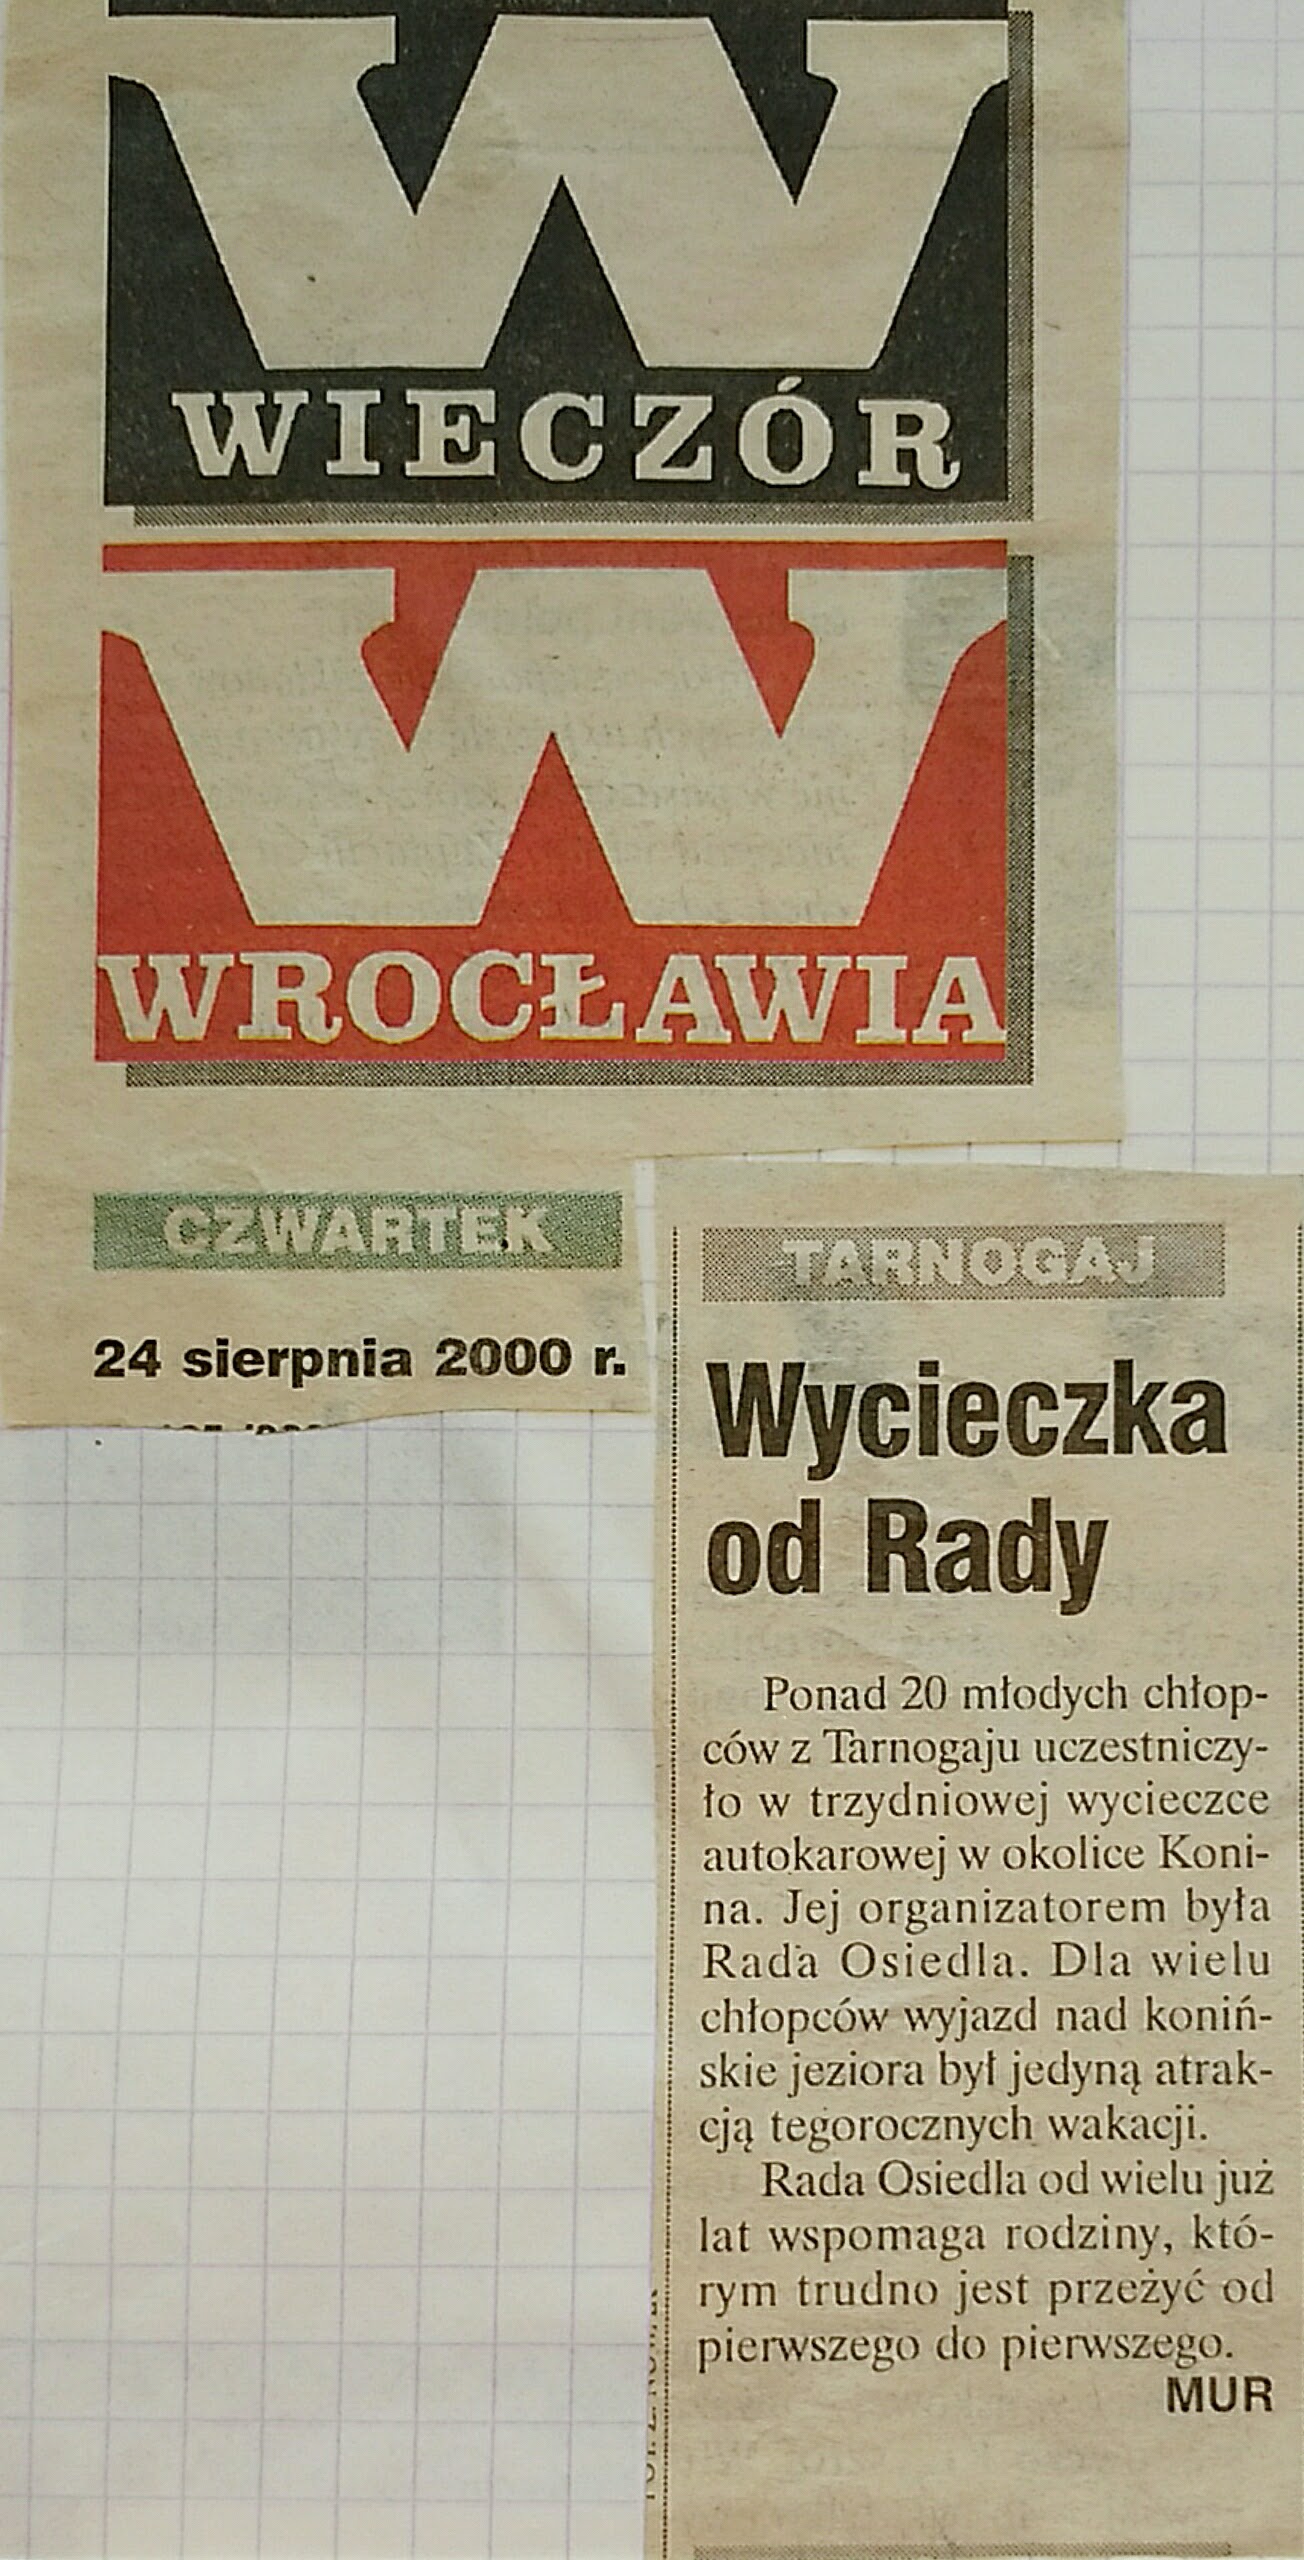 W
WIECZÓR
W
WROCŁAWIA
CZWARTEK
24 sierpnia 2000 r.
TARNOGAJ
Wycieczka
od Rady
Ponad 20 młodych chłop-
ców z Tarnogaju uczestniczy-
ło w trzydniowej wycieczce
autokarowej w okolice Koni-
na. Jej organizatorem była
Rada Osiedla. Dla wielu
chłopców wyjazd nad koniń-
skie jeziora był jedyną atrak-
cją tegorocznych wakacji.
Rada Osiedla od wielu już
lat wspomaga rodziny, któ-
rym trudno jest przeżyć od
pierwszego do pierwszego.
MUR